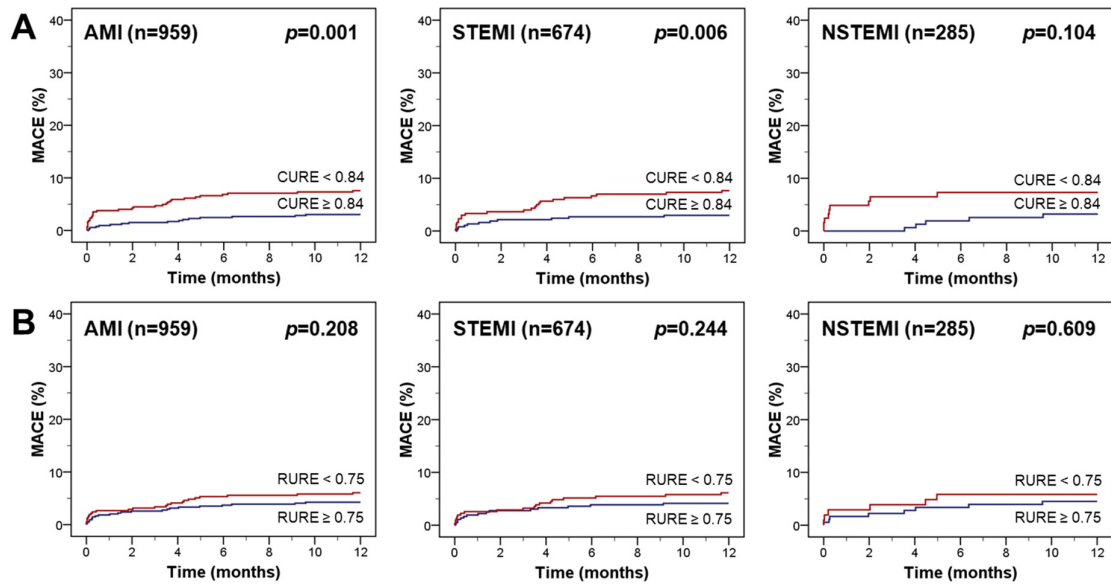 A
AMI (n=959) p=0.001
40
30
20
10
0
MACE (%)
CURE < 0.84
CURE ≥ 0.84
0 2 4 6 8 10 12
Time (months)
STEMI (n=674) p=0.006
40
30
20
10
0
MACE (%)
CURE < 0.84
CURE ≥ 0.84
0 2 4 6 8 10 12
Time (months)
NSTEMI (n=285) p=0.104
40
30
20
10
0
MACE (%)
CURE < 0.84
CURE ≥ 0.84
0 2 4 6 8 10 12
Time (months)
B
AMI (n=959) p=0.208
40
30
20
10
0
MACE (%)
RURE < 0.75
RURE ≥ 0.75
0 2 4 6 8 10 12
Time (months)
STEMI (n=674) p=0.244
40
30
20
10
0
MACE (%)
RURE < 0.75
RURE ≥ 0.75
0 2 4 6 8 10 12
Time (months)
NSTEMI (n=285) p=0.609
40
30
20
10
0
MACE (%)
RURE < 0.75
RURE ≥ 0.75
0 2 4 6 8 10 12
Time (months)